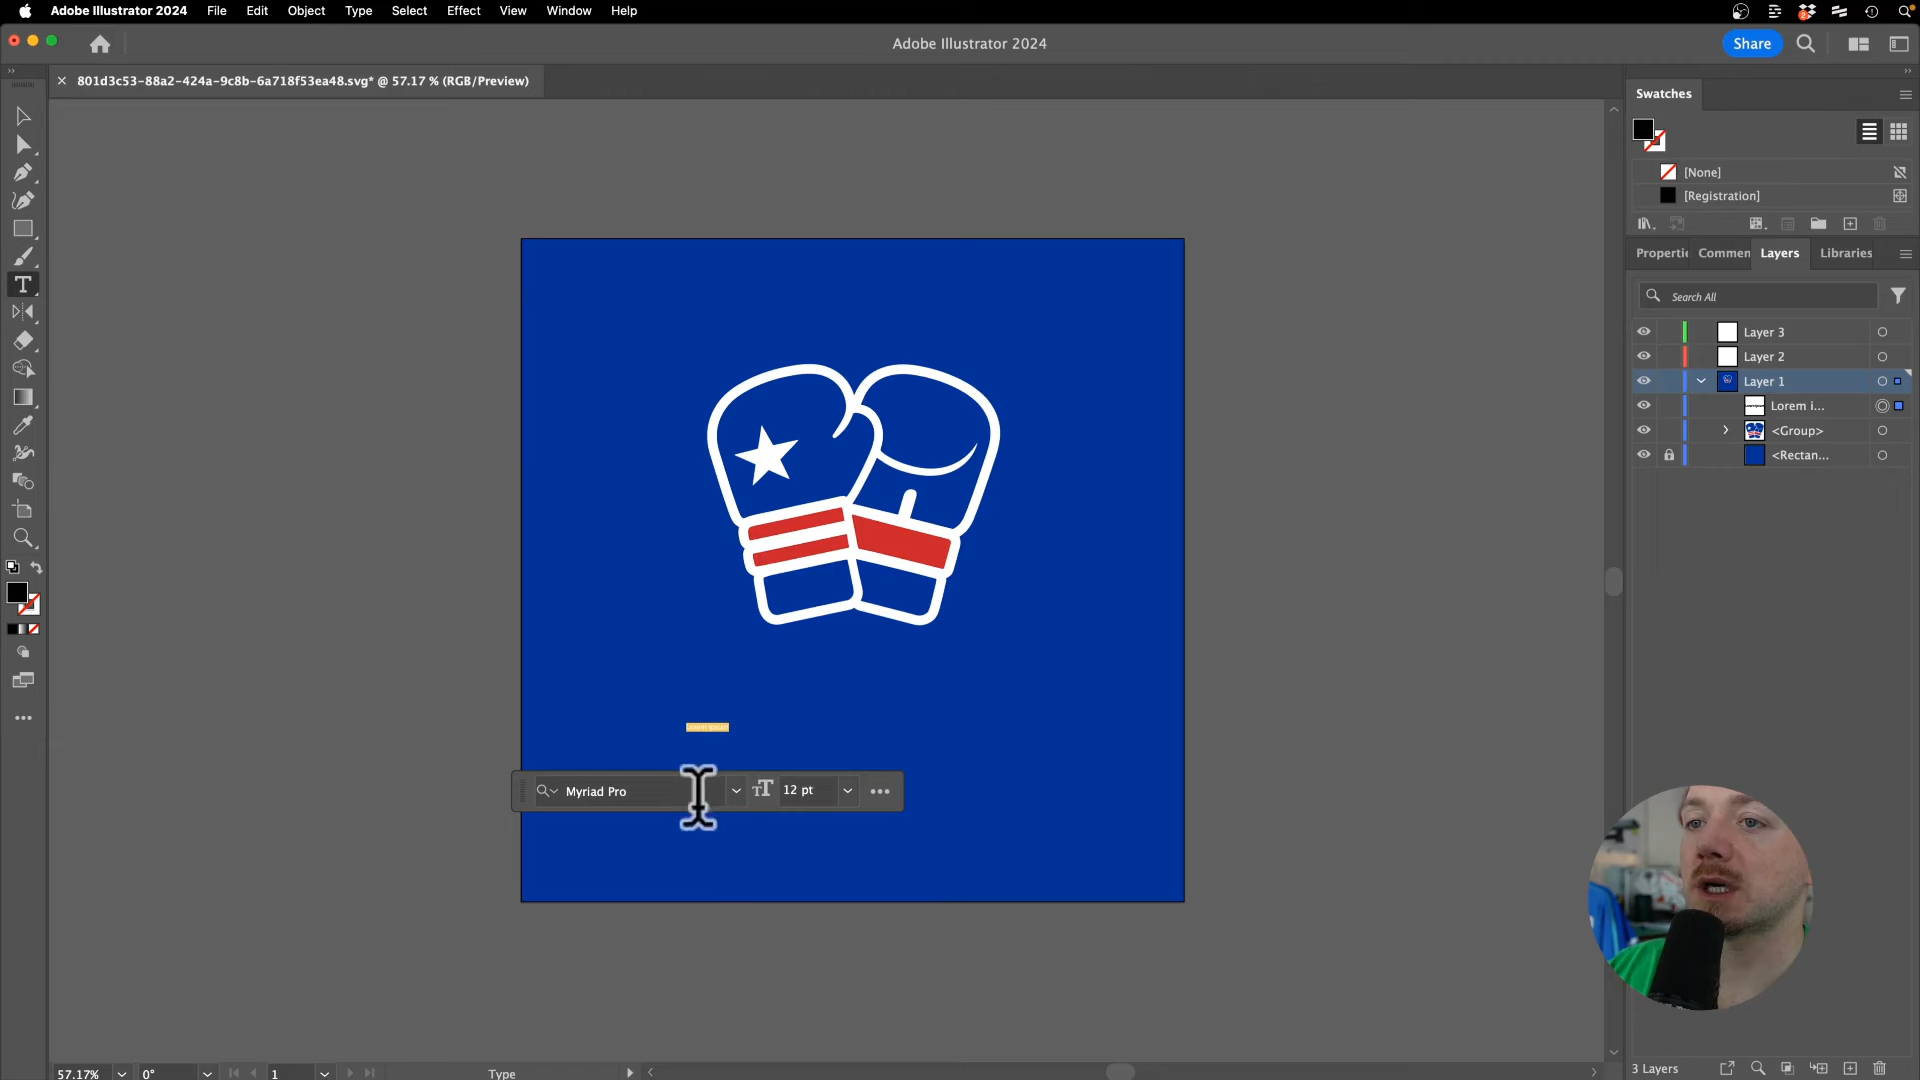 Adobe Illustrator 2024 File Edit Object Type Select Effect View Window Help
Adobe Illustrator 2024
Share
801d3c53-88a2-424a-9c8b-6a718f53ea48.svg* @ 57.17 % (RGB/Preview)
Swatches
[None]
[Registration]
Properti Commen Layers Libraries
Search All
Layer 3
Layer 2
Layer 1
Lorem i...
<Group>
<Rectan...
Lorem ipsum
Myriad Pro 12 pt
57.17% 0° 1 Type
3 Layers